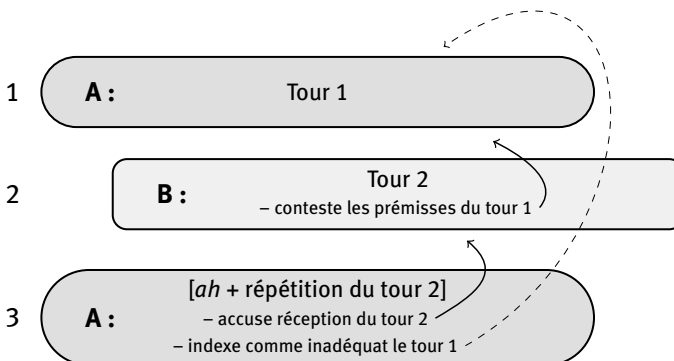 1 A : Tour 1
2 B : Tour 2
– conteste les prémisses du tour 1
[ah + répétition du tour 2]
3 A : – accuse réception du tour 2
– indexe comme inadéquat le tour 1